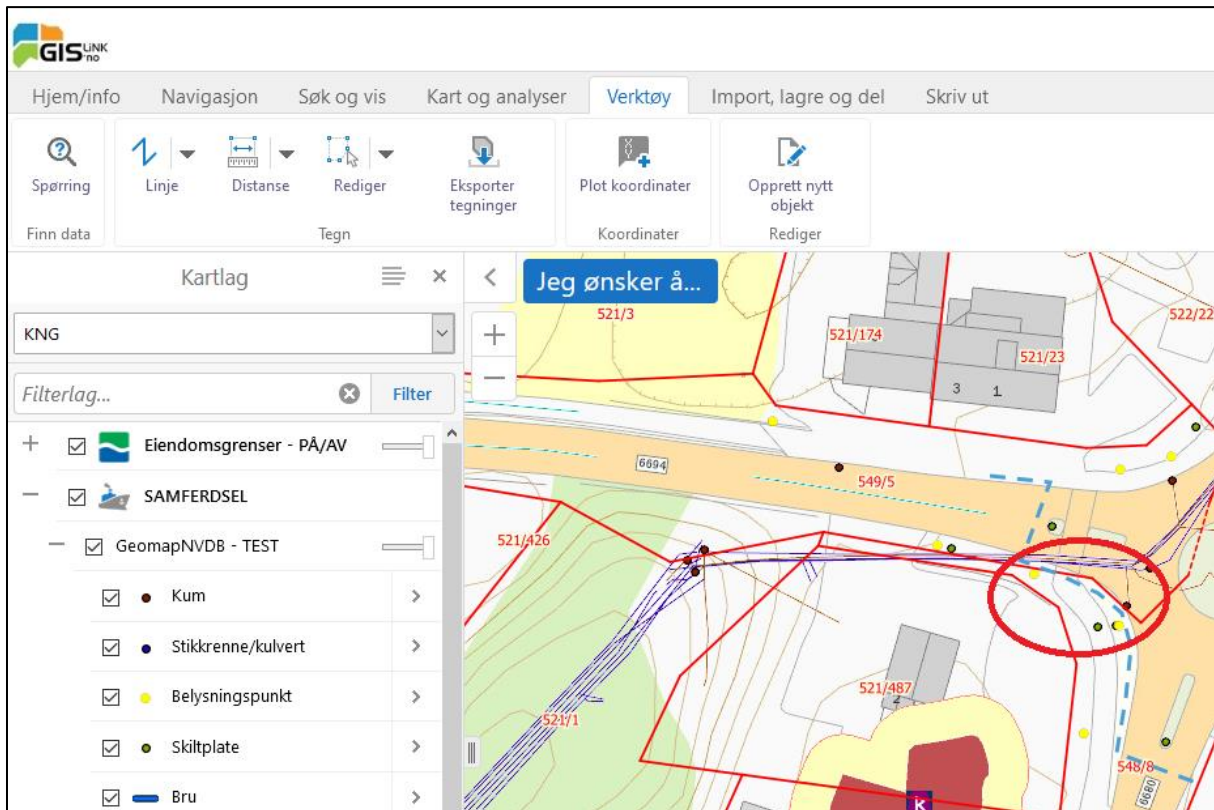 GIS LINK
.no
Hjem/info Navigasjon Søk og vis Kart og analyser Verktøy Import, lagre og del Skriv ut
Spørring Linje Distanse Rediger Eksporter tegninger Plot koordinater Opprett nytt objekt
Finn data Tegn Koordinater Rediger
Kartlag
Jeg ønsker å...
KNG
Filterlag... Filter
Eiendomsgrenser - PÅ/AV
SAMFERDSEL
GeomapNVDB - TEST
Kum
Stikkrenne/kulvert
Belysningspunkt
Skiltplate
Bru
521/3
521/174
521/23
522/22
3 1
6694
549/5
521/426
521/487
2
521/1
548/8
6680
K